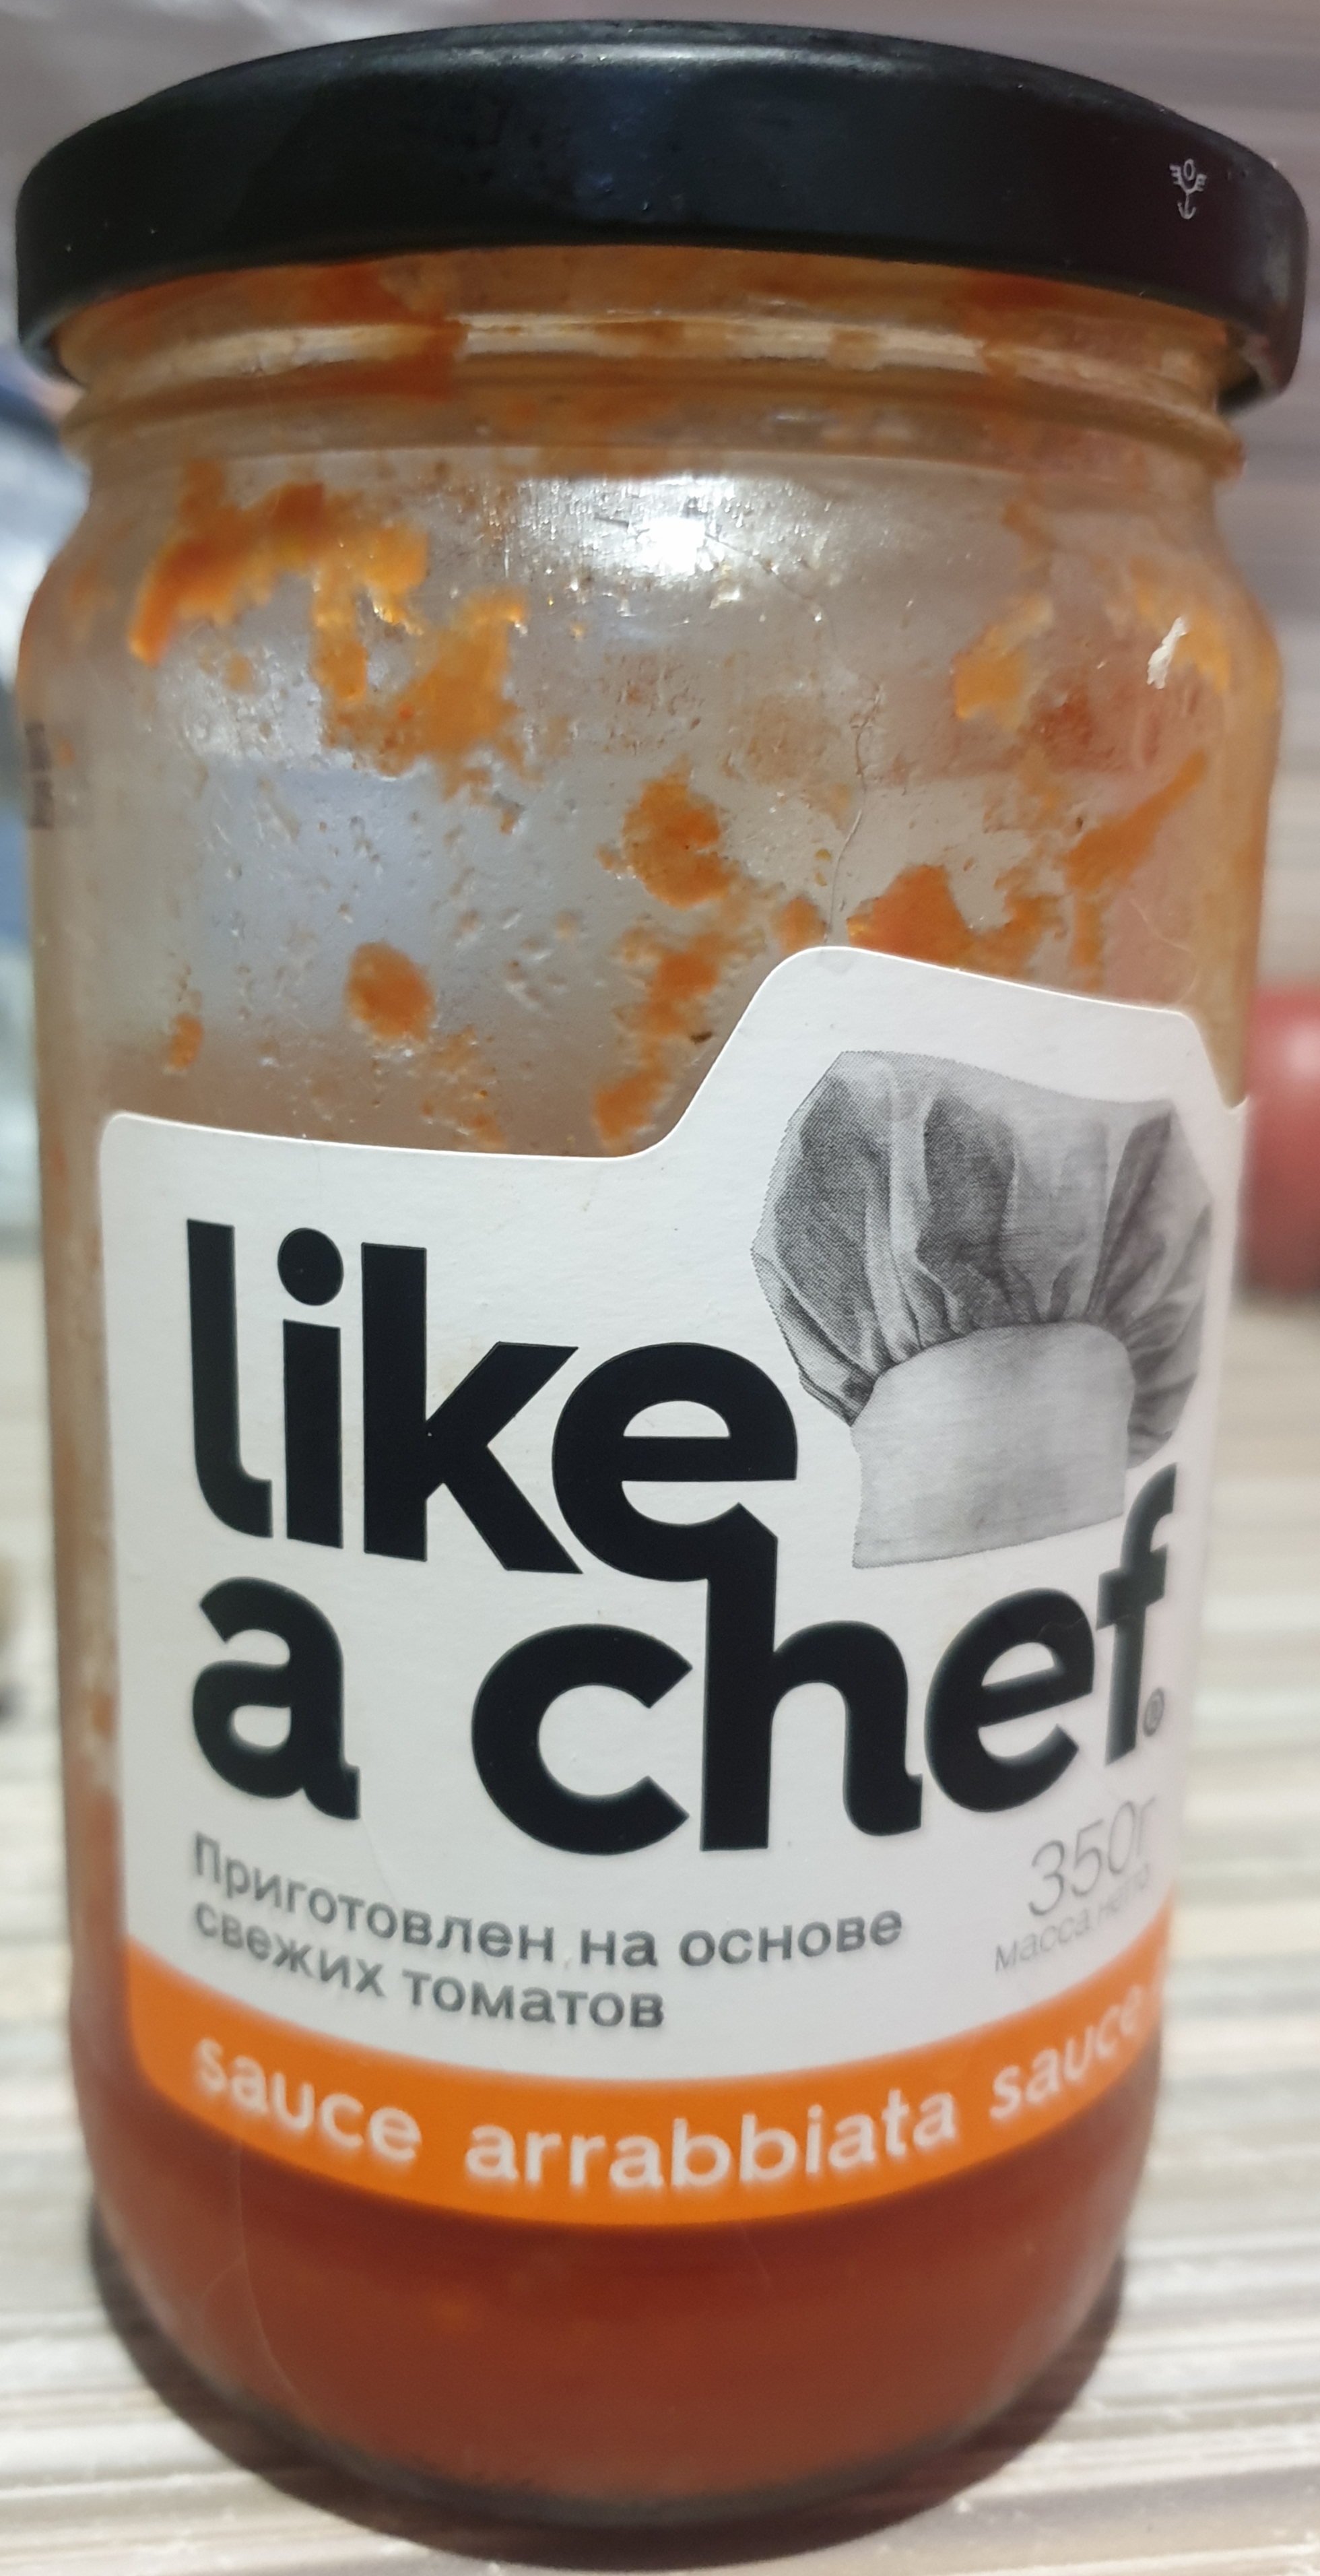 like
a chef.
®
350г
масса нетто
Приготовлен на основе
свежих томатов
sauce arrabbiata sauce